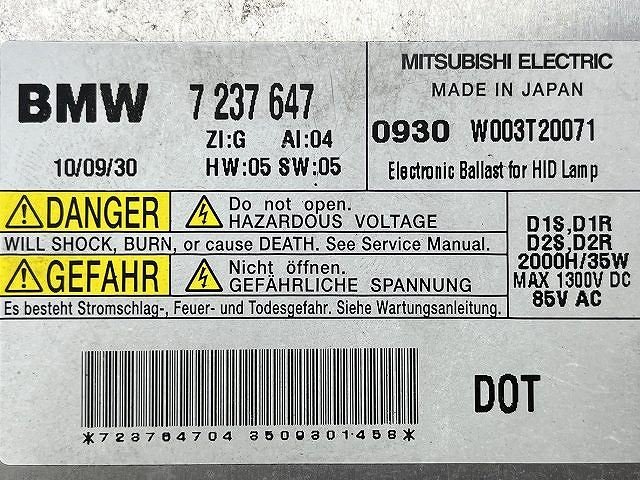 BMW 7 237 647
ZI:G AI:04
10/09/30 HW:05 SW:05
MITSUBISHI ELECTRIC
MADE IN JAPAN
0930 W003T20071
Electronic Ballast for HID Lamp
DANGER Do not open.
HAZARDOUS VOLTAGE
WILL SHOCK, BURN, or cause DEATH. See Service Manual.
GEFAHR Nicht öffnen.
GEFÄHRLICHE SPANNUNG
Es besteht Stromschlag-, Feuer- und Todesgefahr. Siehe Wartungsanleitung.
D1S,D1R
D2S,D2R
2000H/35W
MAX 1300V DC
85V AC
*723764704 3509301458*
DOT